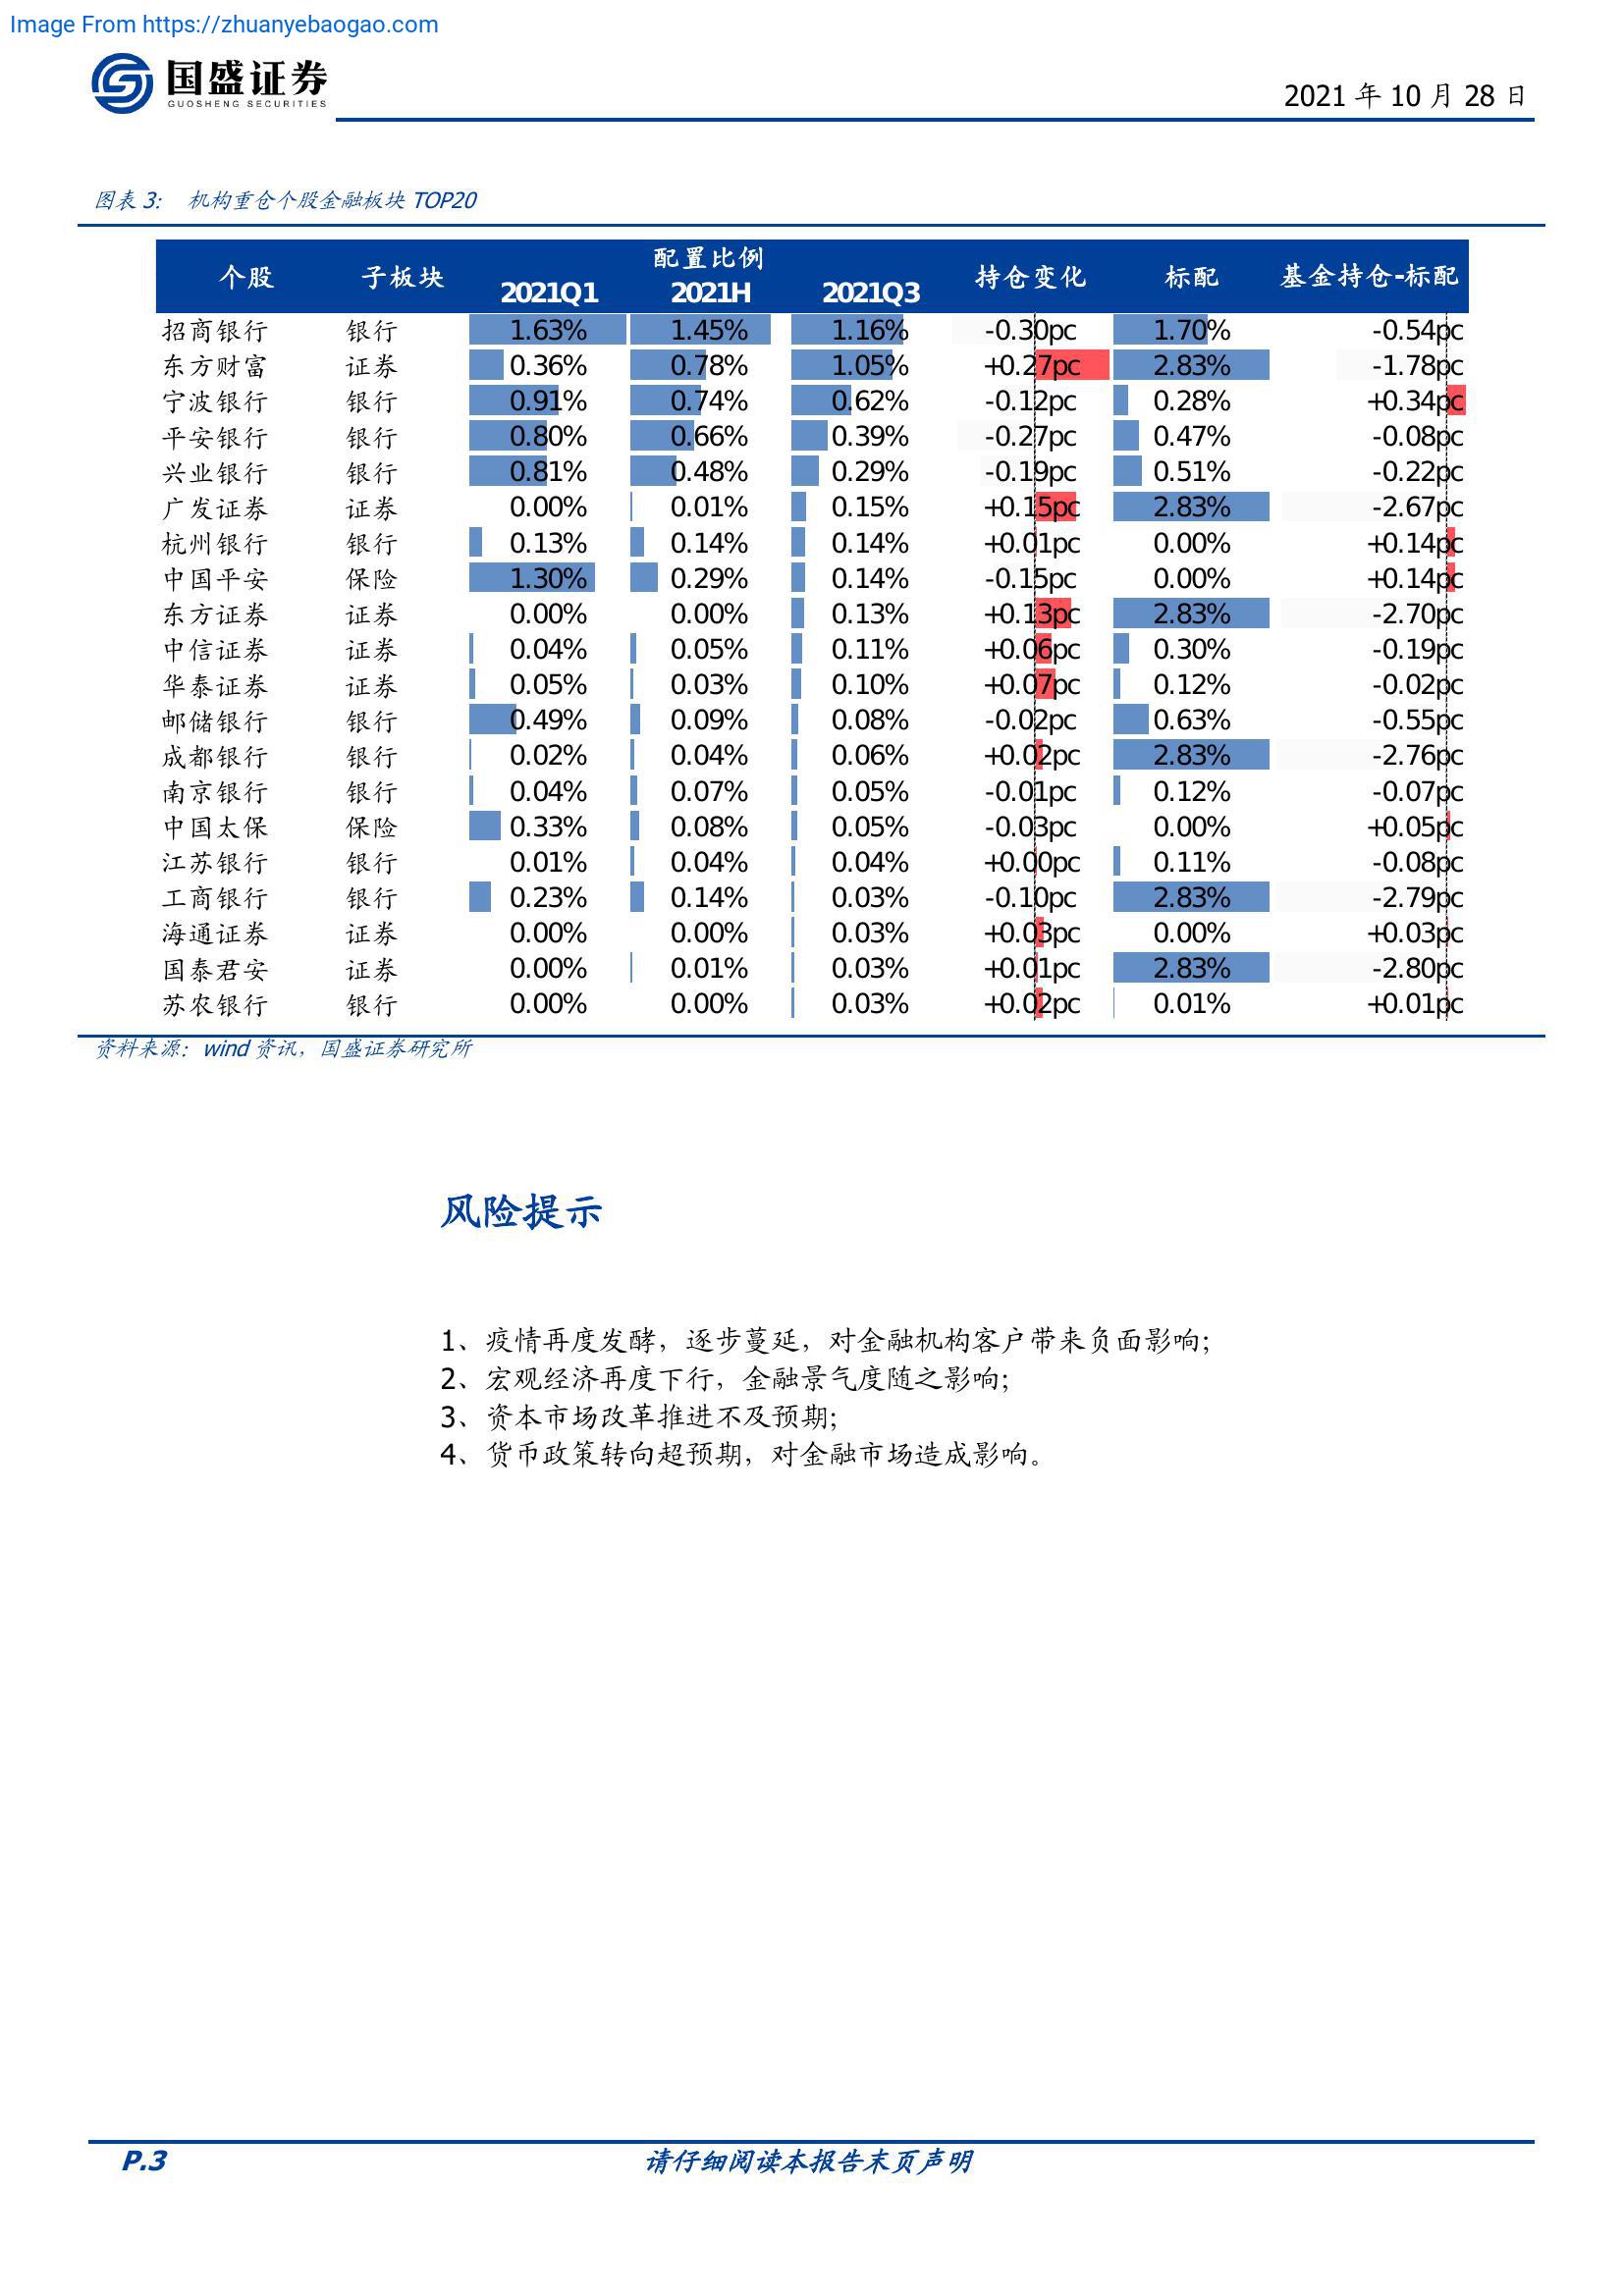 Image From https://zhuanyebaogao.com
国盛证券
GUOSHENG SECURITIES
2021 年 10 月 28 日
图表 3： 机构重仓个股金融板块 TOP20
个股 子板块 配置比例 持仓变化 标配 基金持仓-标配
2021Q1 2021H 2021Q3
招商银行 银行 1.63% 1.45% 1.16% -0.30pc 1.70% -0.54pc
东方财富 证券 0.36% 0.78% 1.05% +0.27pc 2.83% -1.78pc
宁波银行 银行 0.91% 0.74% 0.62% -0.12pc 0.28% +0.34pc
平安银行 银行 0.80% 0.66% 0.39% -0.27pc 0.47% -0.08pc
兴业银行 银行 0.81% 0.48% 0.29% -0.19pc 0.51% -0.22pc
广发证券 证券 0.00% 0.01% 0.15% +0.15pc 2.83% -2.67pc
杭州银行 银行 0.13% 0.14% 0.14% +0.01pc 0.00% +0.14pc
中国平安 保险 1.30% 0.29% 0.14% -0.15pc 0.00% +0.14pc
东方证券 证券 0.00% 0.00% 0.13% +0.13pc 2.83% -2.70pc
中信证券 证券 0.04% 0.05% 0.11% +0.06pc 0.30% -0.19pc
华泰证券 证券 0.05% 0.03% 0.10% +0.07pc 0.12% -0.02pc
邮储银行 银行 0.49% 0.09% 0.08% -0.02pc 0.63% -0.55pc
成都银行 银行 0.02% 0.04% 0.06% +0.02pc 2.83% -2.76pc
南京银行 银行 0.04% 0.07% 0.05% -0.01pc 0.12% -0.07pc
中国太保 保险 0.33% 0.08% 0.05% -0.03pc 0.00% +0.05pc
江苏银行 银行 0.01% 0.04% 0.04% +0.00pc 0.11% -0.08pc
工商银行 银行 0.23% 0.14% 0.03% -0.10pc 2.83% -2.79pc
海通证券 证券 0.00% 0.00% 0.03% +0.03pc 0.00% +0.03pc
国泰君安 证券 0.00% 0.01% 0.03% +0.01pc 2.83% -2.80pc
苏农银行 银行 0.00% 0.00% 0.03% +0.02pc 0.01% +0.01pc
资料来源：wind 资讯，国盛证券研究所
风险提示
1、疫情再度发酵，逐步蔓延，对金融机构客户带来负面影响；
2、宏观经济再度下行，金融景气度随之影响；
3、资本市场改革推进不及预期；
4、货币政策转向超预期，对金融市场造成影响。
P.3 请仔细阅读本报告末页声明